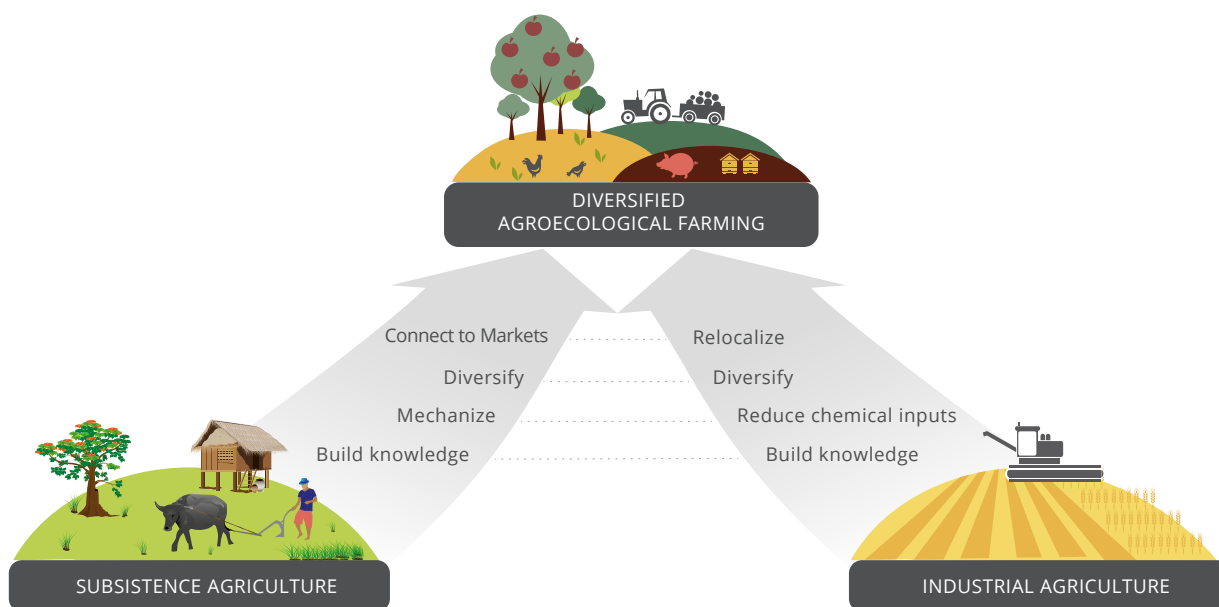 DIVERSIFIED
AGROECOLOGICAL FARMING
Connect to Markets
Relocalize
Diversify
Diversify
Mechanize
Reduce chemical inputs
Build knowledge
Build knowledge
SUBSISTENCE AGRICULTURE
INDUSTRIAL AGRICULTURE